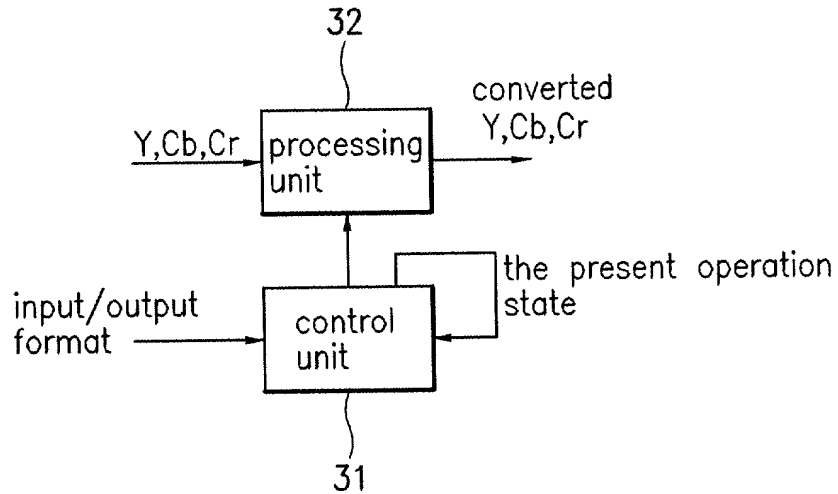 32
Y,Cb,Cr
processing
unit
converted
Y,Cb,Cr
input/output
format
control
unit
the present operation
state
31